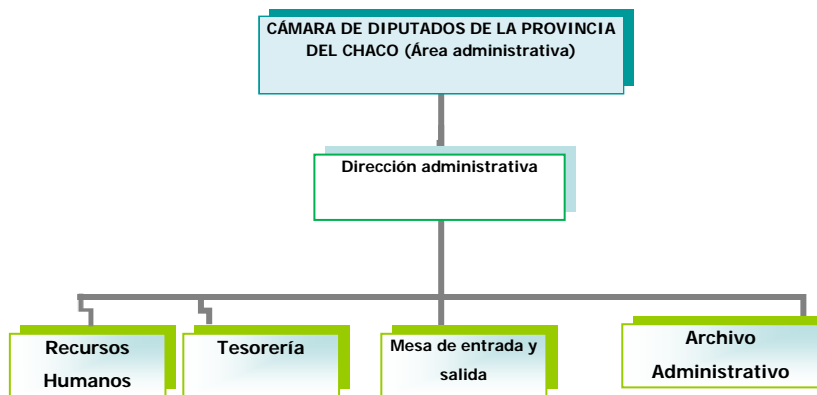 CÁMARA DE DIPUTADOS DE LA PROVINCIA
DEL CHACO (Área administrativa)
Dirección administrativa
Recursos
Humanos
Tesorería
Mesa de entrada y
salida
Archivo
Administrativo